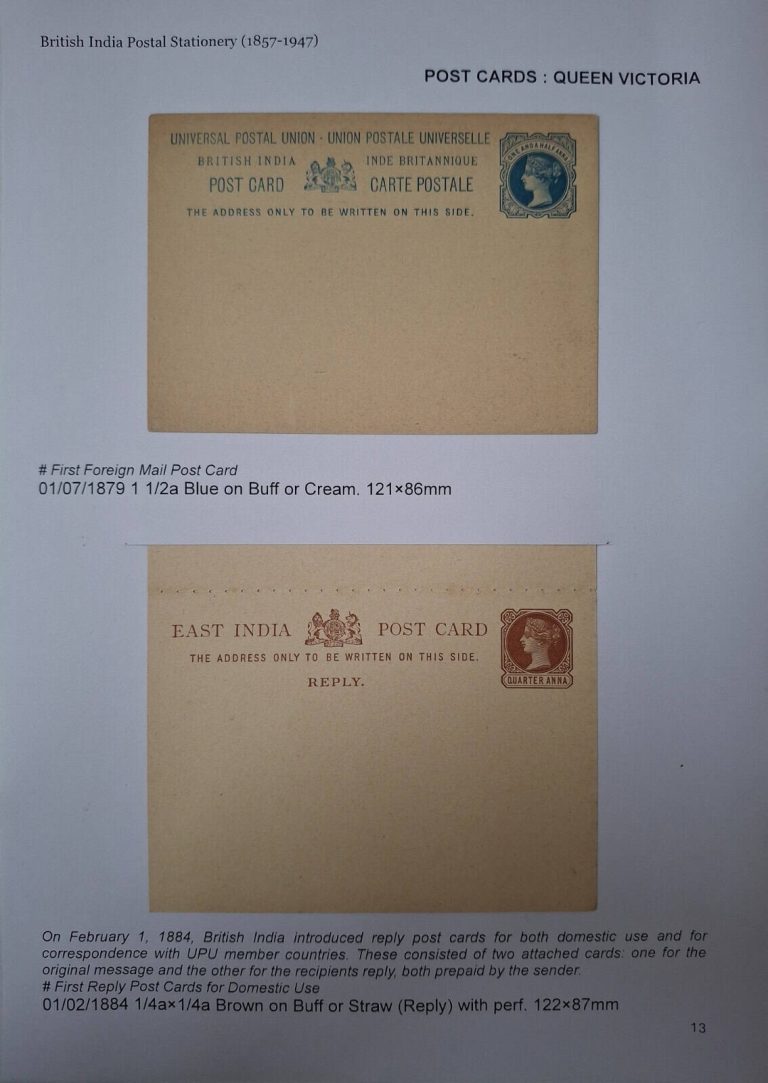 British India Postal Stationery (1857-1947)
POST CARDS : QUEEN VICTORIA
UNIVERSAL POSTAL UNION · UNION POSTALE UNIVERSELLE
BRITISH INDIA INDE BRITANNIQUE
POST CARD CARTE POSTALE
THE ADDRESS ONLY TO BE WRITTEN ON THIS SIDE.
ONE AND A HALF ANNA
# First Foreign Mail Post Card
01/07/1879 1 1/2a Blue on Buff or Cream. 121×86mm
EAST INDIA POST CARD
THE ADDRESS ONLY TO BE WRITTEN ON THIS SIDE.
REPLY.
QUARTER ANNA
On February 1, 1884, British India introduced reply post cards for both domestic use and for
correspondence with UPU member countries. These consisted of two attached cards: one for the
original message and the other for the recipients reply, both prepaid by the sender.
# First Reply Post Cards for Domestic Use
01/02/1884 1/4a×1/4a Brown on Buff or Straw (Reply) with perf. 122×87mm
13